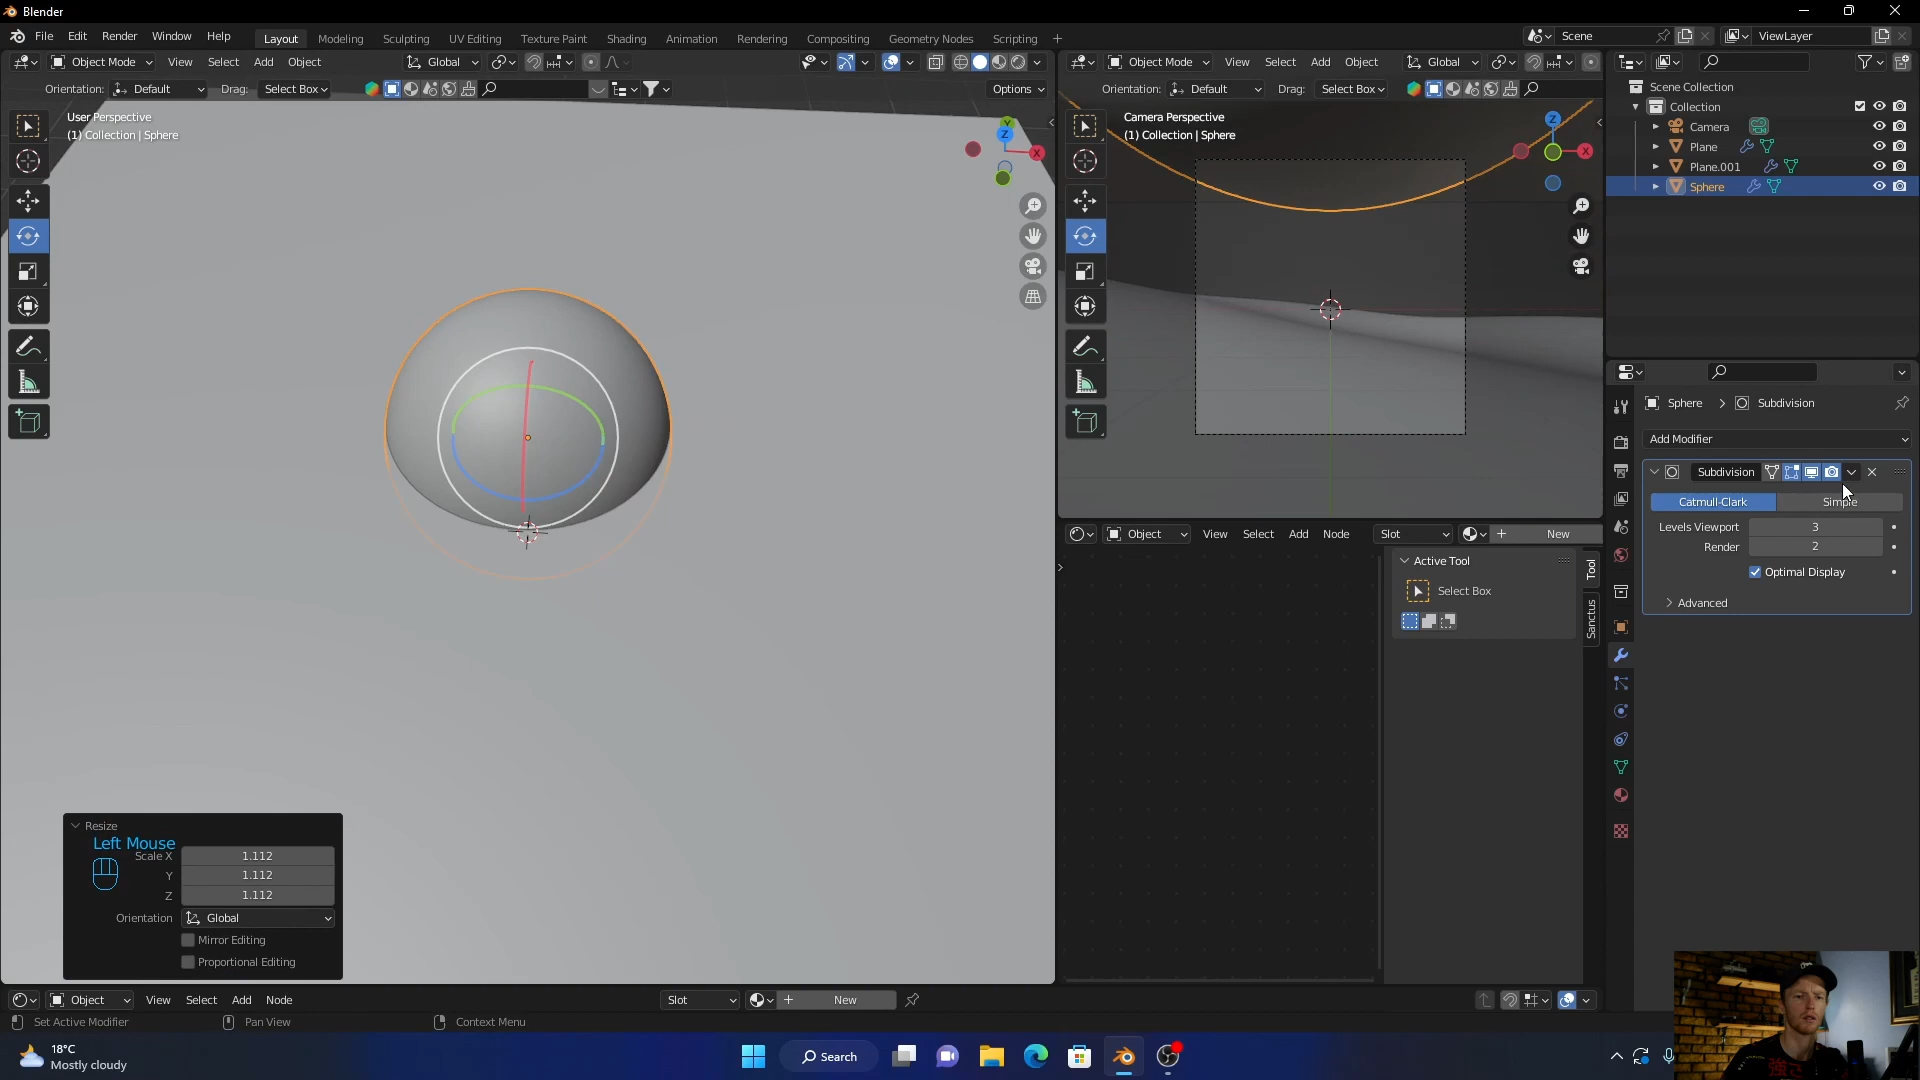 Blender
File Edit Render Window Help Layout Modeling Sculpting UV Editing Texture Paint Shading Animation Rendering Compositing Geometry Nodes Scripting + Scene ViewLayer
Object Mode View Select Add Object Global Object Mode View Select Add Object Global
Orientation: Default Drag: Select Box Options Orientation: Default Drag: Select Box
User Perspective
(1) Collection | Sphere
Camera Perspective
(1) Collection | Sphere
Z
X
Y
Z
X
Scene Collection
Collection
Camera
Plane
Plane.001
Sphere
Sphere > Subdivision
Add Modifier
Subdivision
Catmull-Clark Simple
Levels Viewport 3
Render 2
Optimal Display
Advanced
Object View Select Add Node Slot New
Active Tool
Select Box
Tool
Sanctus
Resize
Left Mouse
Scale X 1.112
Y 1.112
Z 1.112
Orientation Global
Mirror Editing
Proportional Editing
Object View Select Add Node Slot New
Set Active Modifier Pan View Context Menu
18°C
Mostly cloudy
Search